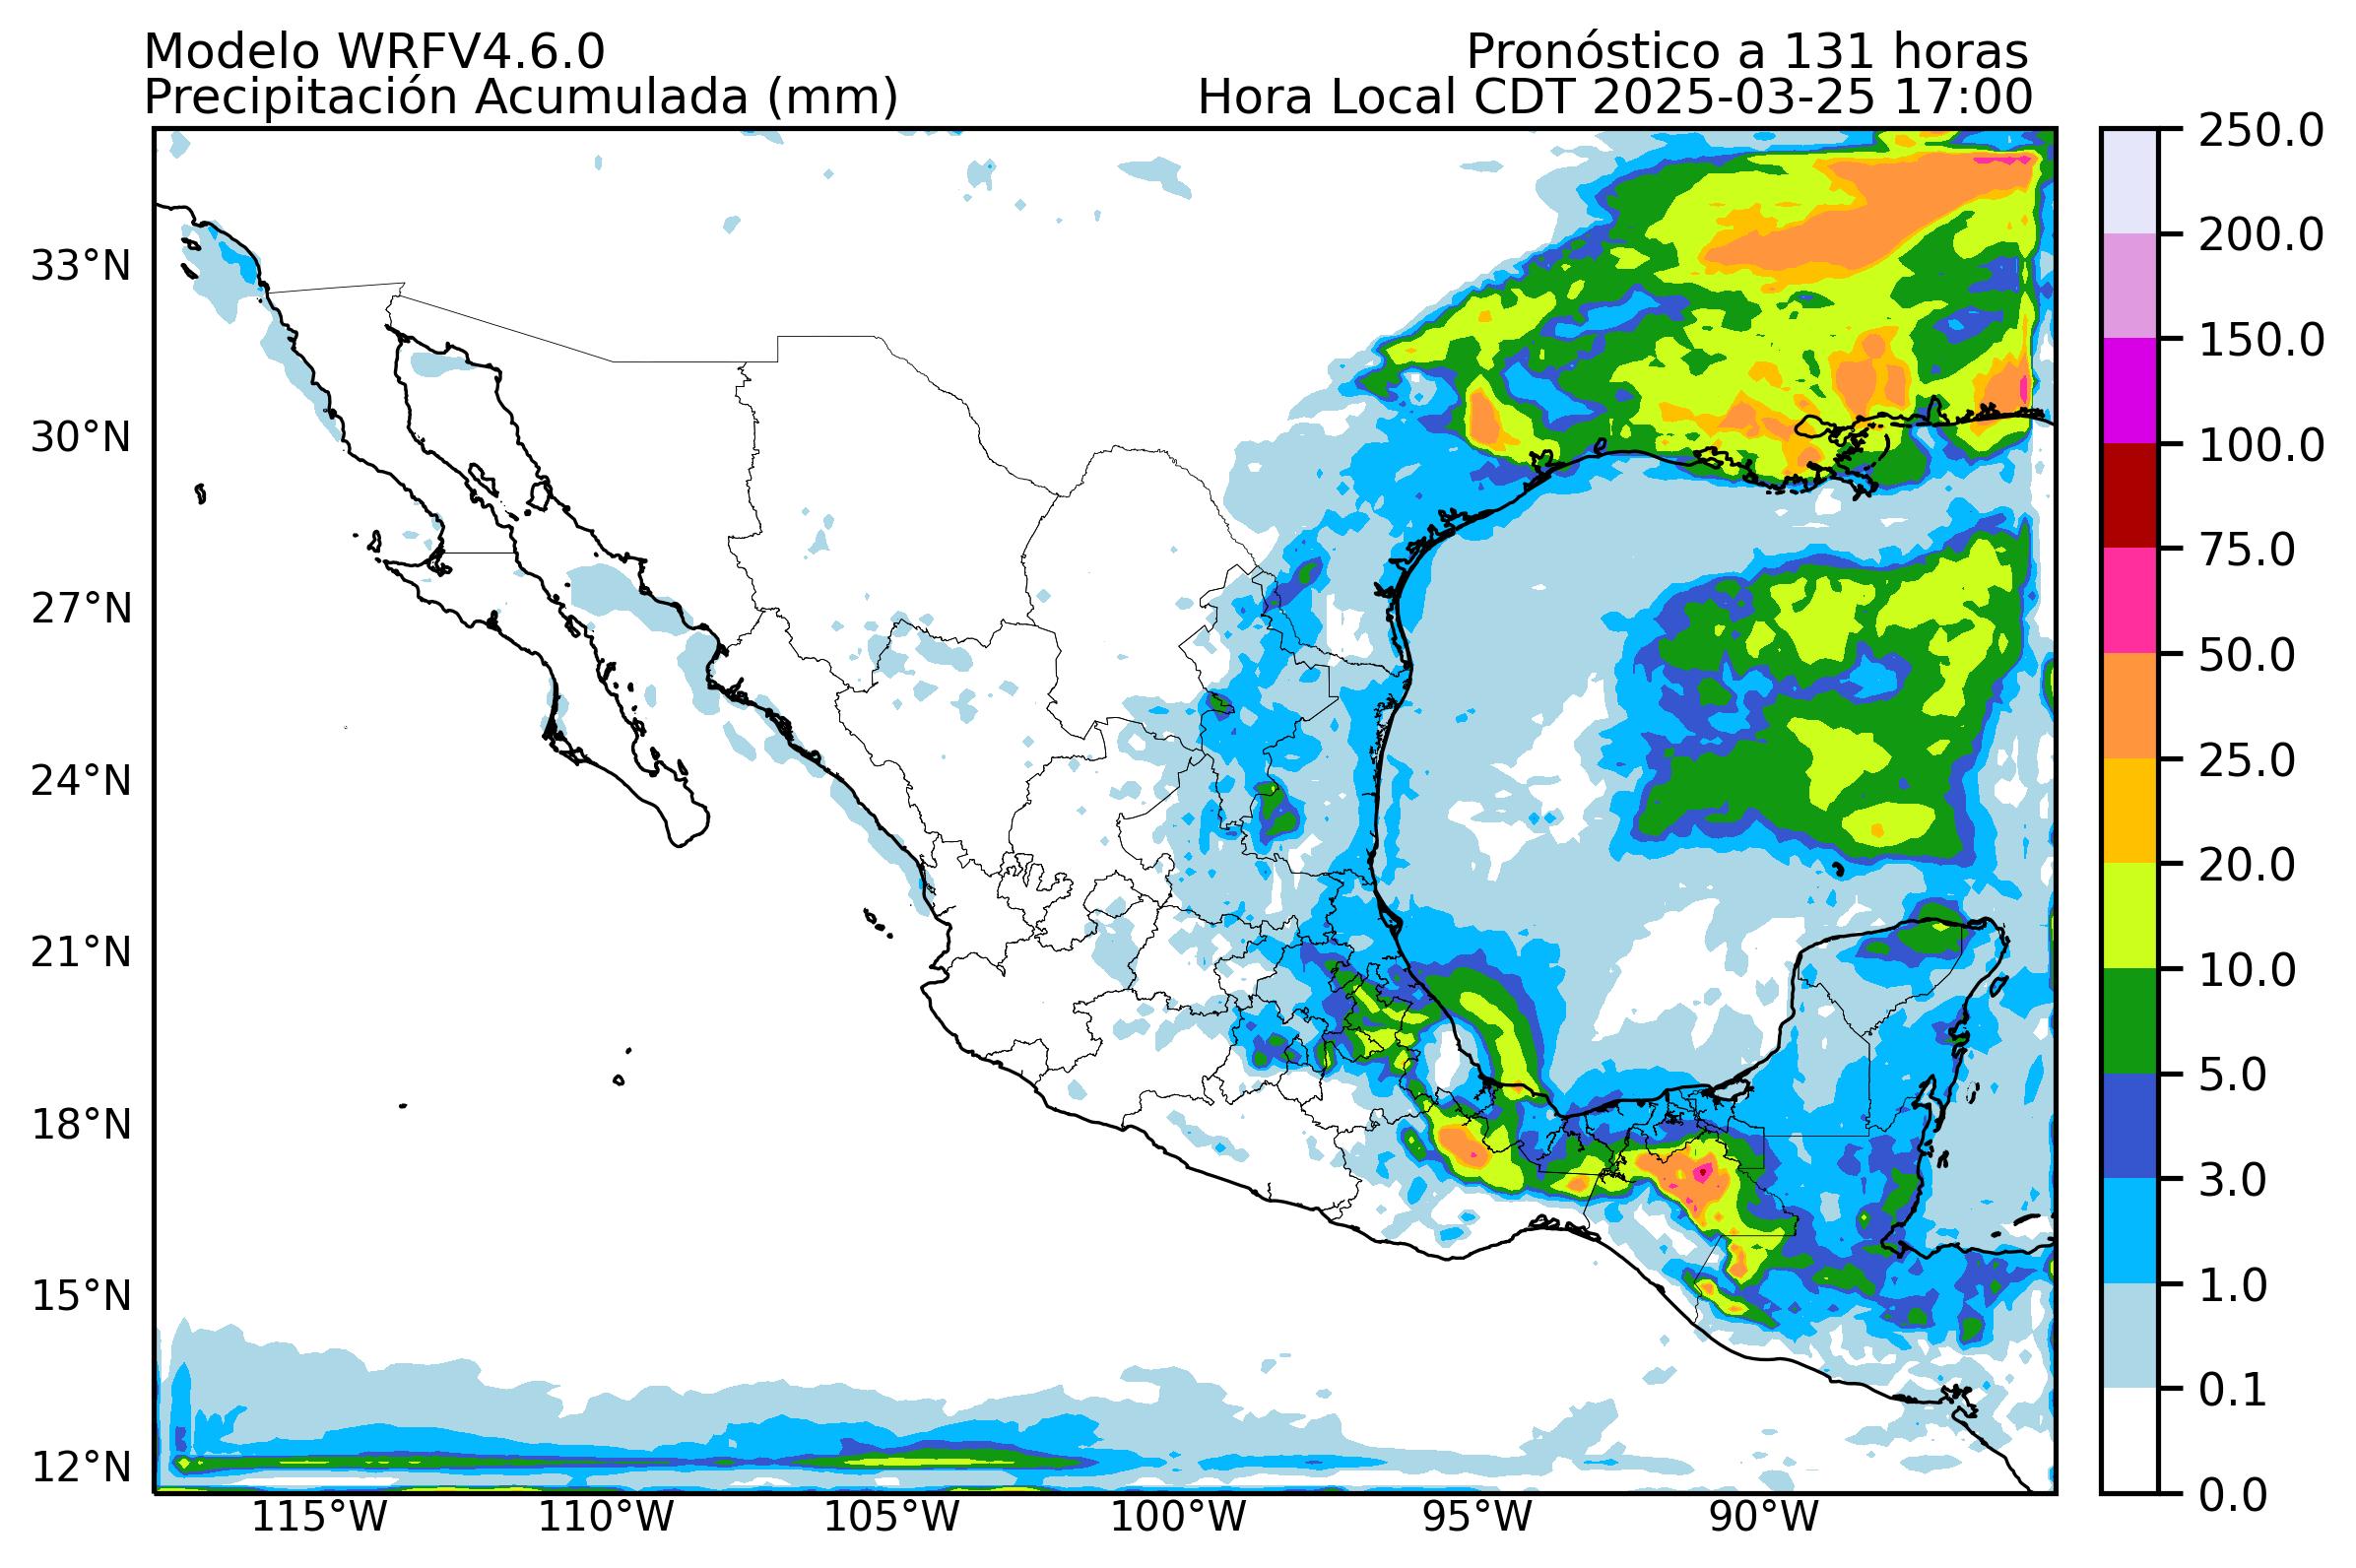 Modelo WRFV4.6.0
Pronóstico a 131 horas
Precipitación Acumulada (mm)
Hora Local CDT 2025-03-25 17:00
33°N
30°N
27°N
24°N
21°N
18°N
15°N
12°N
115°W
110°W
105°W
100°W
95°W
90°W
250.0
200.0
150.0
100.0
75.0
50.0
25.0
20.0
10.0
5.0
3.0
1.0
0.1
0.0